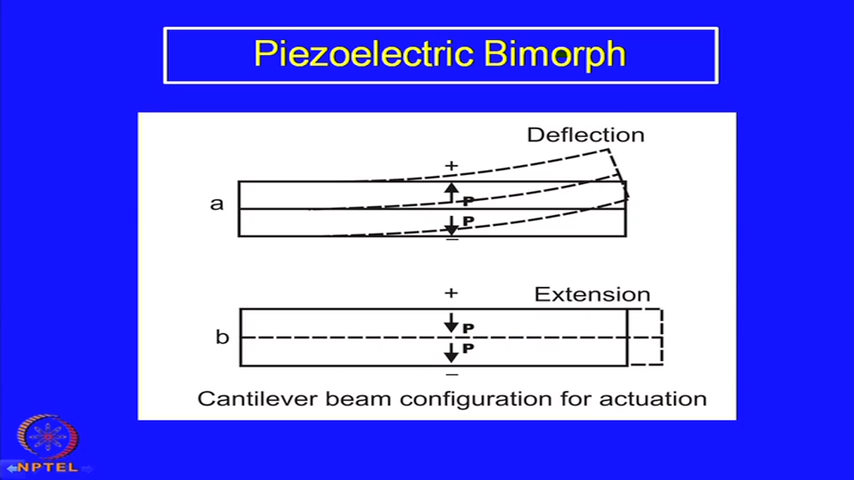 Piezoelectric Bimorph
Deflection
+
a
P
P
–
+
Extension
b
P
P
–
Cantilever beam configuration for actuation
NPTEL